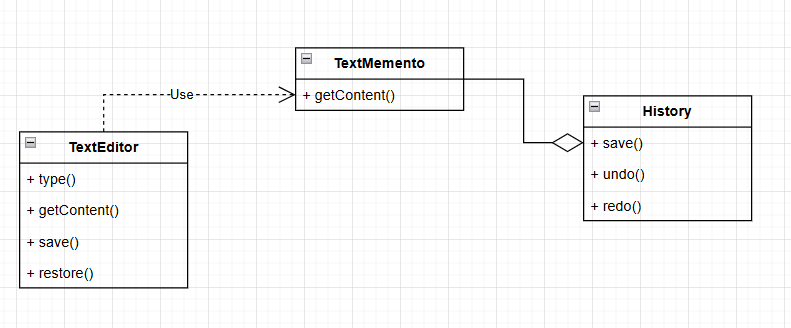 TextMemento
+ getContent()
Use
History
+ save()
+ undo()
+ redo()
TextEditor
+ type()
+ getContent()
+ save()
+ restore()